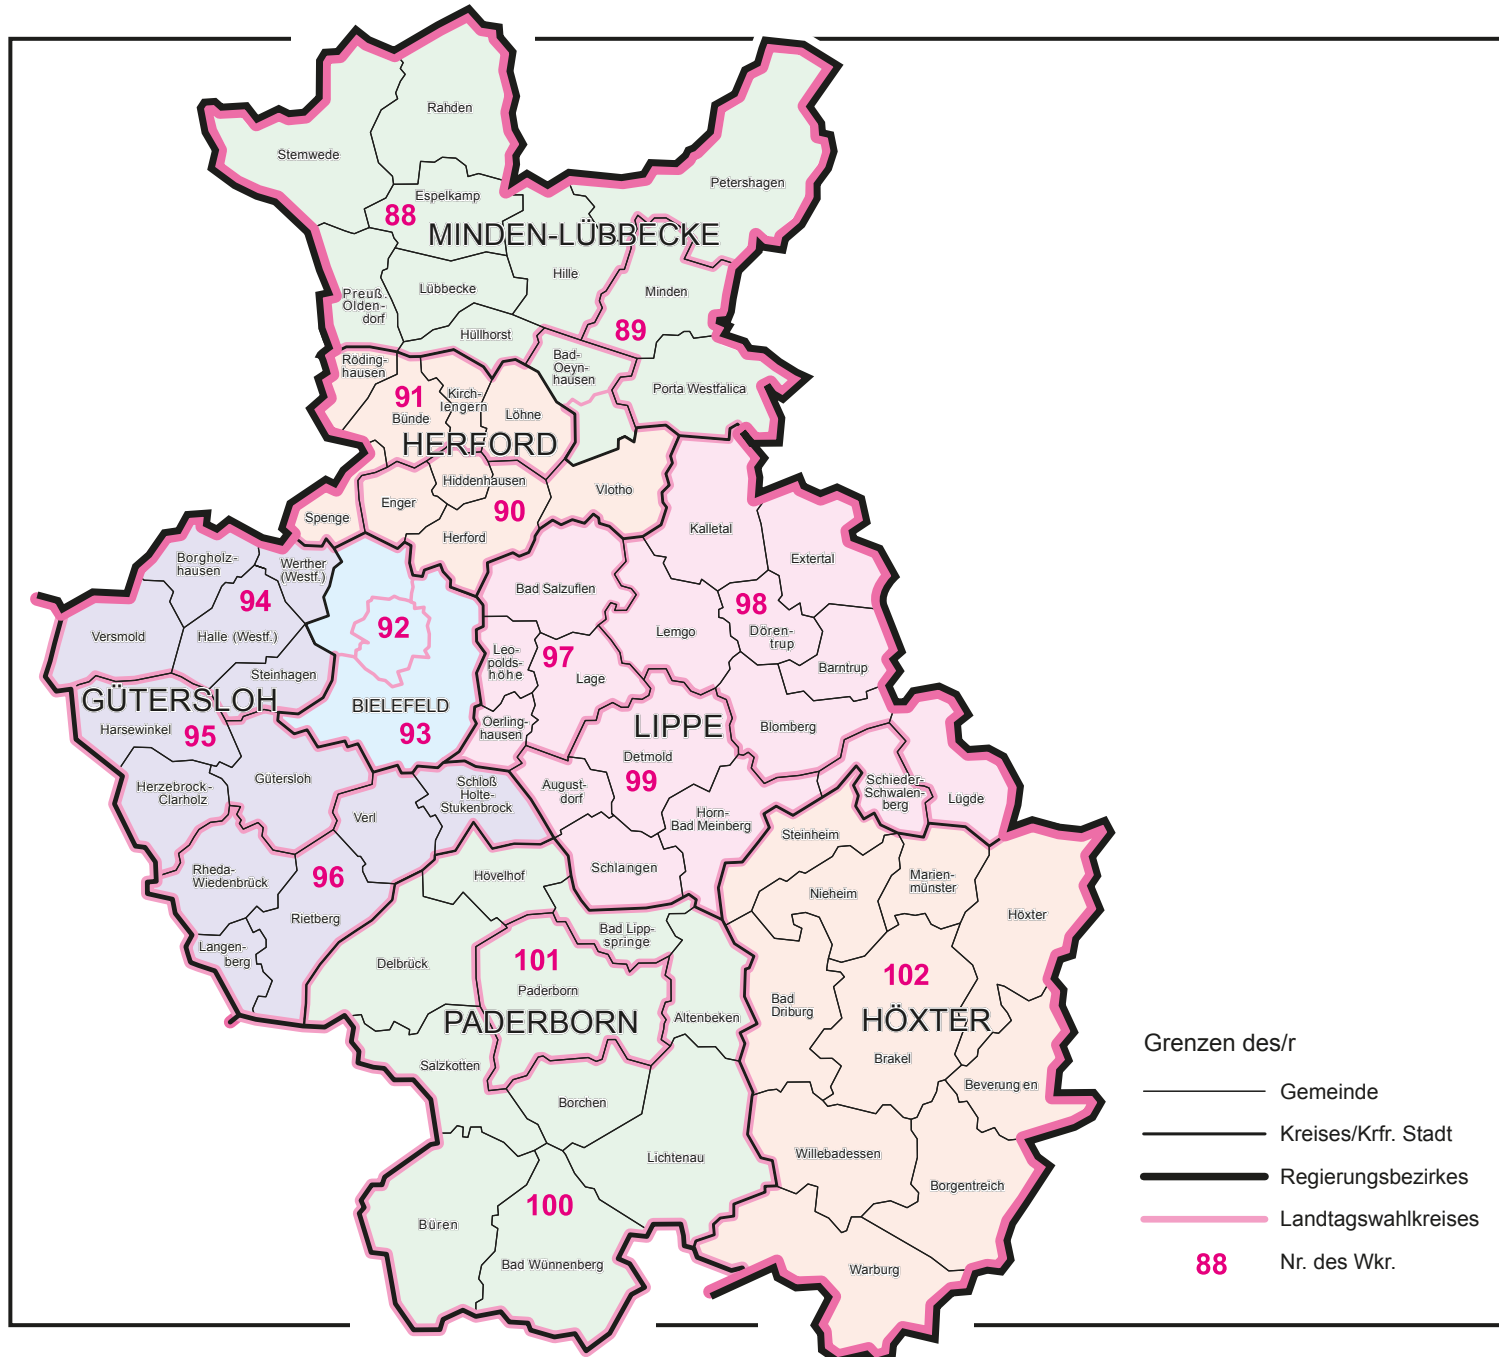 Rahden
Stemwede
Petershagen
Espelkamp
88
MINDEN-LÜBBECKE
Hille
Lübbecke
Minden
Preuß.
Olden-
dorf
89
Hüllhorst
Bad-
Oeyn-
hausen
Röding-
hausen
Porta Westfalica
91
Kirch-
lengern
Bünde
Löhne
HERFORD
Hiddenhausen
Vlotho
Enger
90
Spenge
Herford
Kalletal
Borgholz-
hausen
Werther
(Westf.)
Extertal
Bad Salzuflen
94
98
Versmold
Halle (Westf.)
92
Lemgo
Dören-
trup
Leo-
polds-
höhe
97
Steinhagen
Lage
Barntrup
GÜTERSLOH
BIELEFELD
Harsewinkel
95
93
Oerling-
hausen
LIPPE
Blomberg
Detmold
Gütersloh
99
Herzebrock-
Clarholz
Schloß
Holte-
Stukenbrock
August-
dorf
Schieder-
Schwalen-
berg
Lügde
Verl
Horn-
Bad Meinberg
Steinheim
Rheda-
Wiedenbrück
96
Hövelhof
Schlangen
Nieheim
Marien-
münster
Rietberg
Höxter
Langen-
berg
Bad Lipp-
springe
Delbrück
101
102
Paderborn
Bad
Driburg
PADERBORN
Altenbeken
HÖXTER
Salzkotten
Brakel
Beverung en
Borchen
Lichtenau
Willebadessen
Borgentreich
100
Büren
Bad Wünnenberg
Warburg
Grenzen des/r
Gemeinde
Kreises/Krfr. Stadt
Regierungsbezirkes
Landtagswahlkreises
88 Nr. des Wkr.